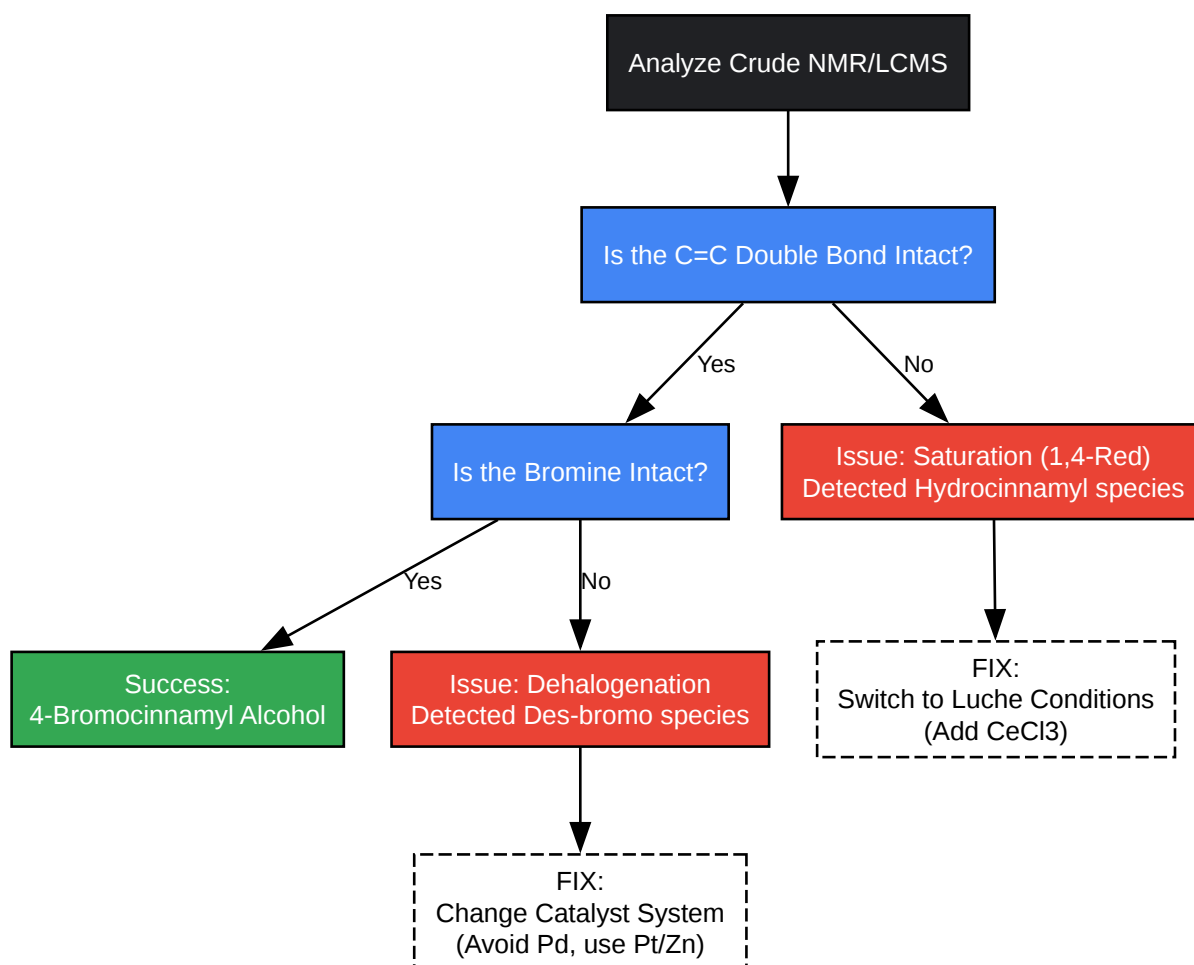 Analyze Crude NMR/LCMS
Is the C=C Double Bond Intact?
Yes
No
Is the Bromine Intact?
Issue: Saturation (1,4-Red)
Detected Hydrocinnamyl species
Yes
No
Success:
4-Bromocinnamyl Alcohol
Issue: Dehalogenation
Detected Des-bromo species
FIX:
Switch to Luche Conditions
(Add CeCl3)
FIX:
Change Catalyst System
(Avoid Pd, use Pt/Zn)